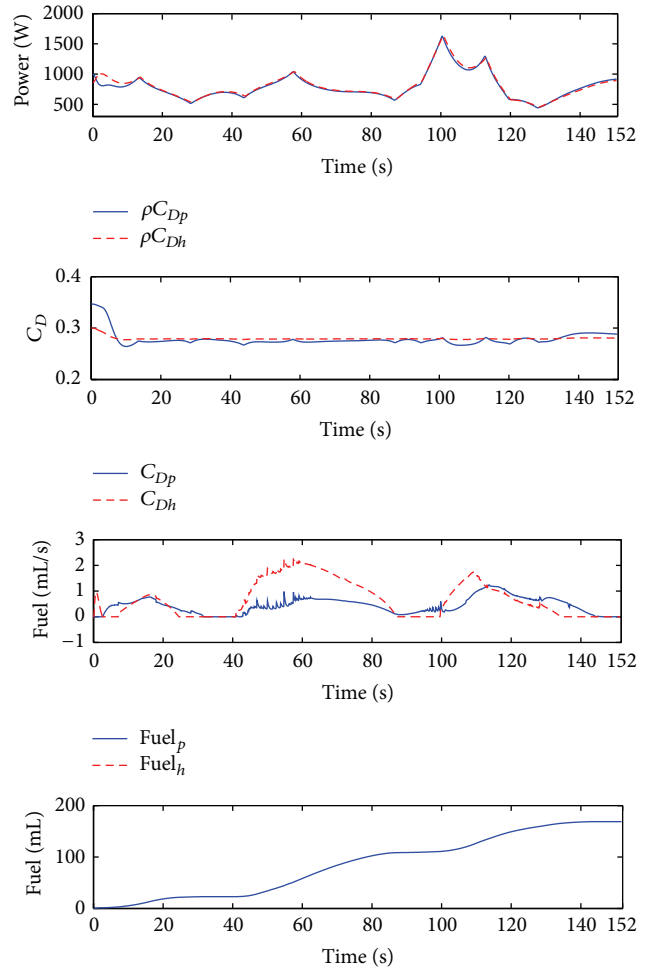 Power (W)
2000
1500
1000
500
0 20 40 60 80 100 120 140 152
Time (s)
ρC_Dp
ρC_Dh
C_D
0.4
0.3
0.2
0 20 40 60 80 100 120 140 152
Time (s)
C_Dp
C_Dh
Fuel (mL/s)
3
2
1
0
−1
0 20 40 60 80 100 120 140 152
Time (s)
Fuel_p
Fuel_h
Fuel (mL)
200
100
0
0 20 40 60 80 100 120 140 152
Time (s)